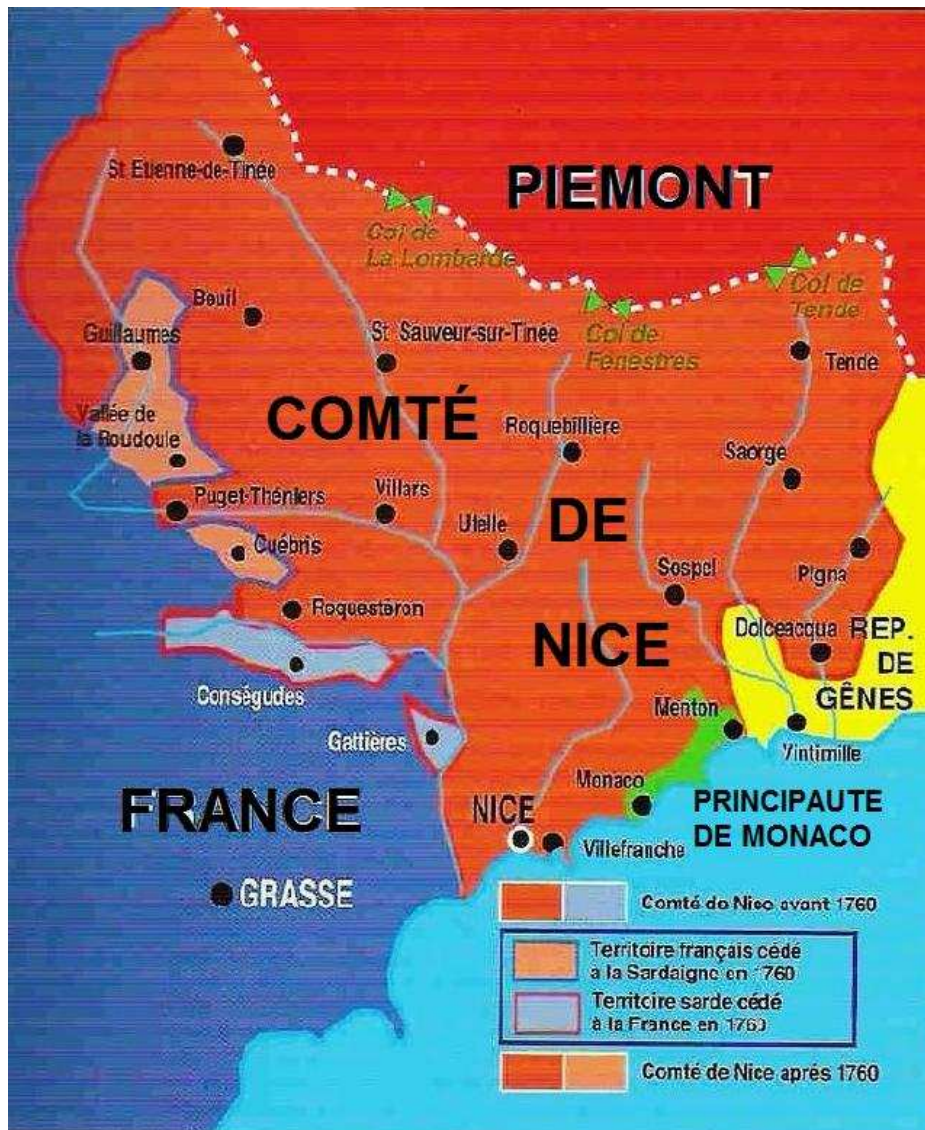 PIEMONT
St Etienne-de-Tinée
Col de
La Lombarde
Col de
Tende
Beuil
Guillaumes
St Sauveur-sur-Tinée
Col de
Fenestres
Tende
COMTÉ
Vallée de
la Roudoule
Roquebillière
Saorge
Puget-Théniers
Villars
DE
Utelle
Cuébris
Sospel
Pigna
Roquestéron
NICE
Dolceacqua
REP.
DE
GÊNES
Conségudes
Menton
Gattières
Vintimille
Monaco
FRANCE
NICE
PRINCIPAUTE
DE MONACO
Villefranche
GRASSE
Comté de Nice avant 1760
Territoire français cédé
à la Sardaigne en 1760
Territoire sarde cédé
à la France en 1760
Comté de Nice aprés 1760